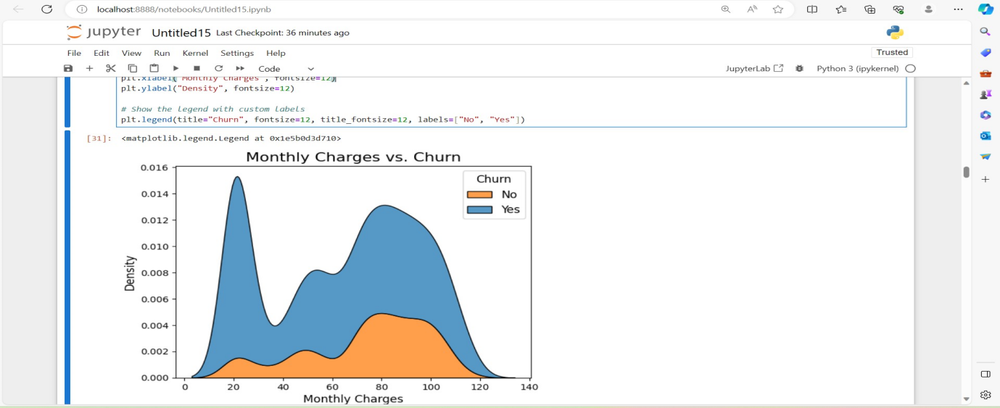 localhost:8888/notebooks/Untitled15.ipynb
jupyter Untitled15 Last Checkpoint: 36 minutes ago
File Edit View Run Kernel Settings Help
Trusted
Code
JupyterLab
Python 3 (ipykernel)
plt.xlabel("Monthly Charges", fontsize=12)
plt.ylabel("Density", fontsize=12)
# Show the legend with custom labels
plt.legend(title="Churn", fontsize=12, title_fontsize=12, labels=["No", "Yes"])
[31]: <matplotlib.legend.Legend at 0x1e5b0d3d710>
Monthly Charges vs. Churn
Churn
No
Yes
Density
0.016
0.014
0.012
0.010
0.008
0.006
0.004
0.002
0.000
0 20 40 60 80 100 120 140
Monthly Charges